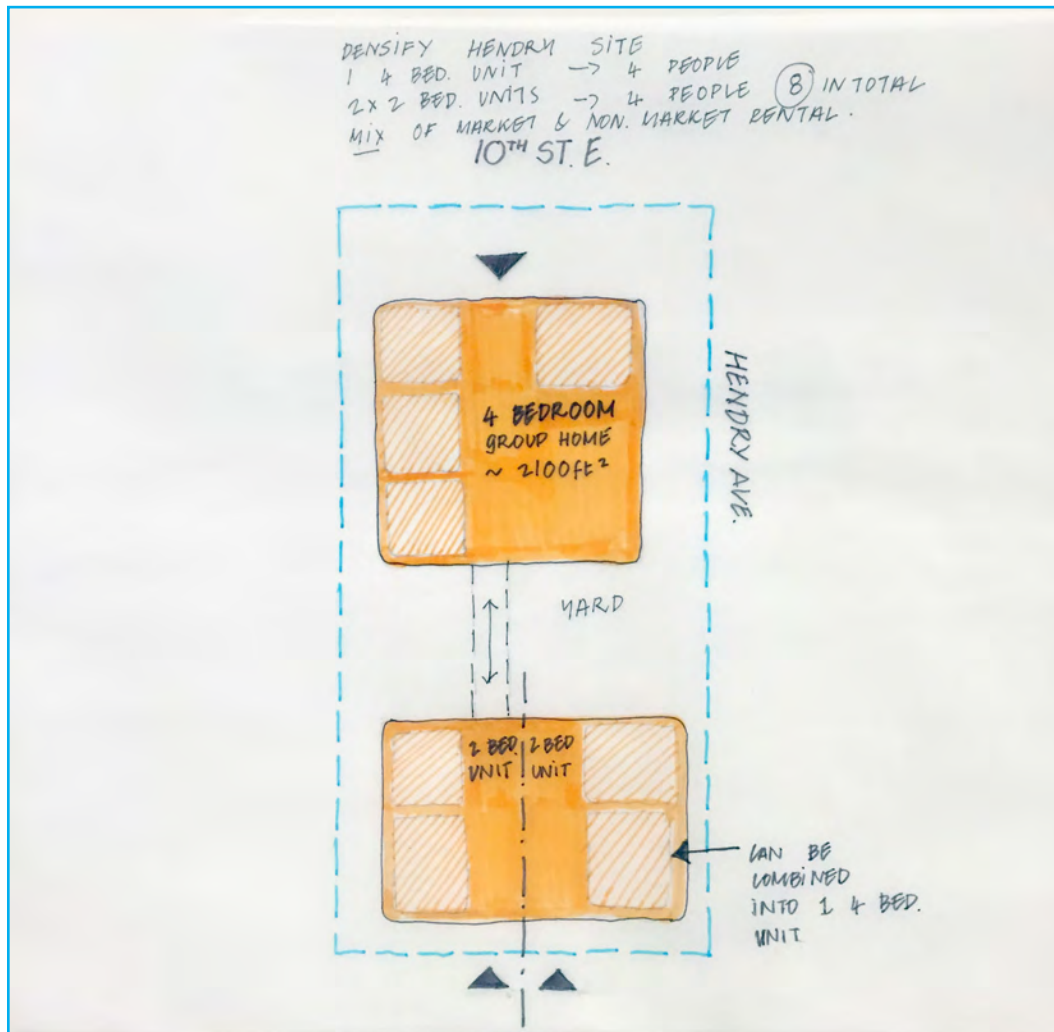 DENSIFY HENDRY SITE
1 4 BED. UNIT -> 4 PEOPLE
2x2 BED. UNITS -> 4 PEOPLE 8 IN TOTAL
MIX OF MARKET & NON. MARKET RENTAL.
10TH ST. E.
HENDRY AVE.
4 BEDROOM
GROUP HOME
~ 2100ft²
YARD
2 BED. 2 BED
UNIT UNIT
CAN BE
COMBINED
INTO 1 4 BED.
UNIT